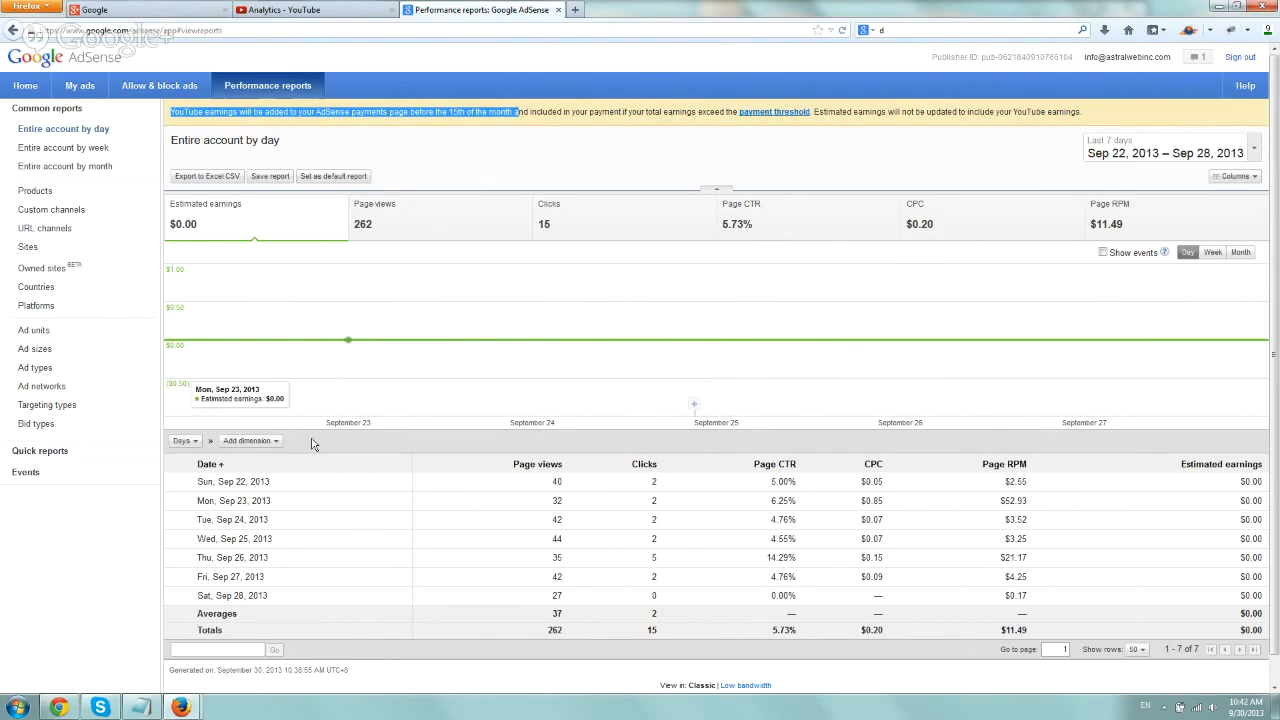 Firefox
Google
Analytics - YouTube
Performance reports: Google AdSense
https://www.google.com/adsense/app#viewreports
Google+
d
9
Google AdSense
Publisher ID: pub-0621840910766104
info@astralwebinc.com
1
Sign out
Home
My ads
Allow & block ads
Performance reports
Help
Common reports
Entire account by day
Entire account by week
Entire account by month
Products
Custom channels
URL channels
Sites
Owned sites BETA
Countries
Platforms
Ad units
Ad sizes
Ad types
Ad networks
Targeting types
Bid types
Quick reports
Events
YouTube earnings will be added to your AdSense payments page before the 15th of the month and included in your payment if your total earnings exceed the payment threshold. Estimated earnings will not be updated to include your YouTube earnings.
Entire account by day
Last 7 days
Sep 22, 2013 – Sep 28, 2013
Export to Excel CSV
Save report
Set as default report
Columns
Estimated earnings Page views Clicks Page CTR CPC Page RPM
$0.00 262 15 5.73% $0.20 $11.49
Show events ?
Day Week Month
$1.00
$0.50
$0.00
($0.50)
Mon, Sep 23, 2013
Estimated earnings: $0.00
September 23 September 24 September 25 September 26 September 27
Days » Add dimension
Date Page views Clicks Page CTR CPC Page RPM Estimated earnings
Sun, Sep 22, 2013 40 2 5.00% $0.05 $2.55 $0.00
Mon, Sep 23, 2013 32 2 6.25% $0.85 $52.93 $0.00
Tue, Sep 24, 2013 42 2 4.76% $0.07 $3.52 $0.00
Wed, Sep 25, 2013 44 2 4.55% $0.07 $3.25 $0.00
Thu, Sep 26, 2013 35 5 14.29% $0.15 $21.17 $0.00
Fri, Sep 27, 2013 42 2 4.76% $0.09 $4.25 $0.00
Sat, Sep 28, 2013 27 0 0.00% — $0.17 $0.00
Averages 37 2 — — — $0.00
Totals 262 15 5.73% $0.20 $11.49 $0.00
Go
Go to page: 1 Show rows: 50 1 - 7 of 7
Generated on: September 30, 2013 10:38:55 AM UTC+8
View in: Classic | Low bandwidth
EN
10:42 AM
9/30/2013